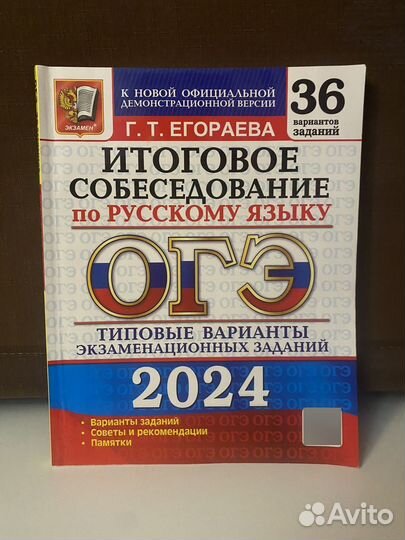 К НОВОЙ ОФИЦИАЛЬНОЙ
ДЕМОНСТРАЦИОННОЙ ВЕРСИИ
36
вариантов
заданий
ЭКЗАМЕН®
Г. Т. ЕГОРАЕВА
ИТОГОВОЕ
СОБЕСЕДОВАНИЕ
по РУССКОМУ ЯЗЫКУ
ОГЭ
ТИПОВЫЕ ВАРИАНТЫ
ЭКЗАМЕНАЦИОННЫХ ЗАДАНИЙ
2024
• Варианты заданий
• Советы и рекомендации
• Памятки
Avito